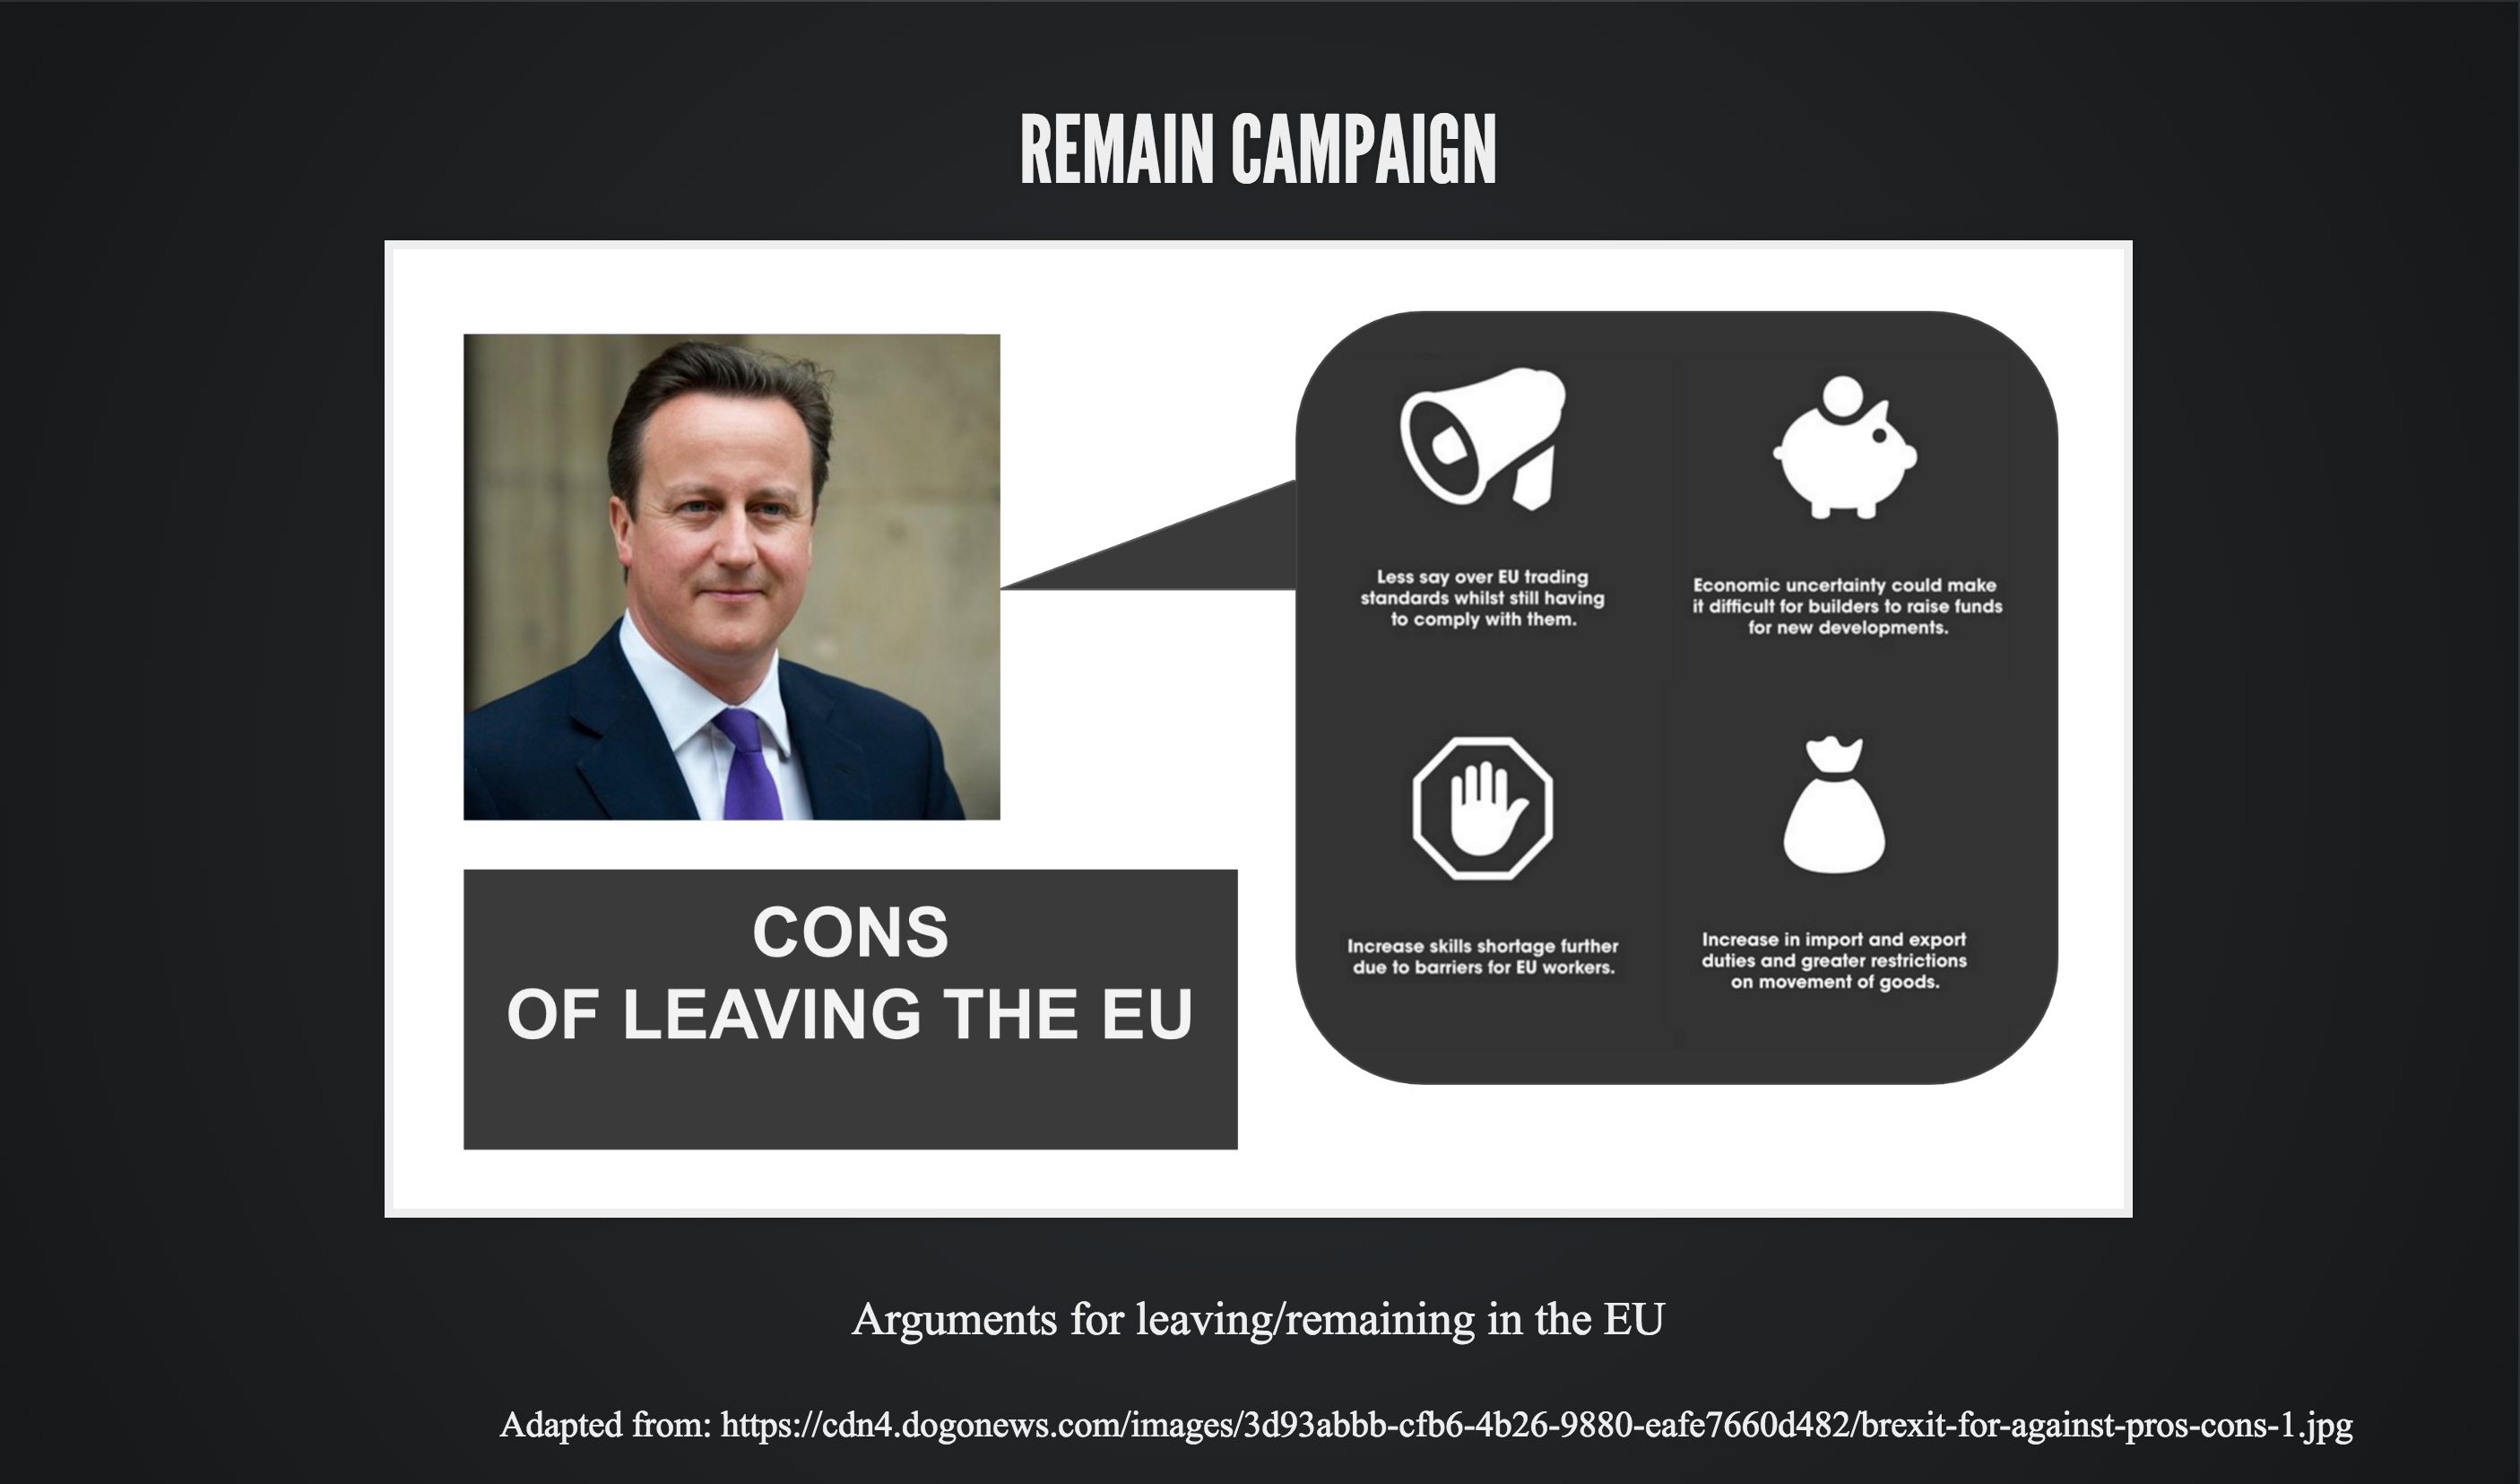 REMAIN CAMPAIGN
Less say over EU trading
standards whilst still having
to comply with them.
Economic uncertainty could make
it difficult for builders to raise funds
for new developments.
Increase skills shortage further
due to barriers for EU workers.
Increase in import and export
duties and greater restrictions
on movement of goods.
CONS
OF LEAVING THE EU
Arguments for leaving/remaining in the EU
Adapted from: https://cdn4.dogonews.com/images/3d93abbb-cfb6-4b26-9880-eafe7660d482/brexit-for-against-pros-cons-1.jpg